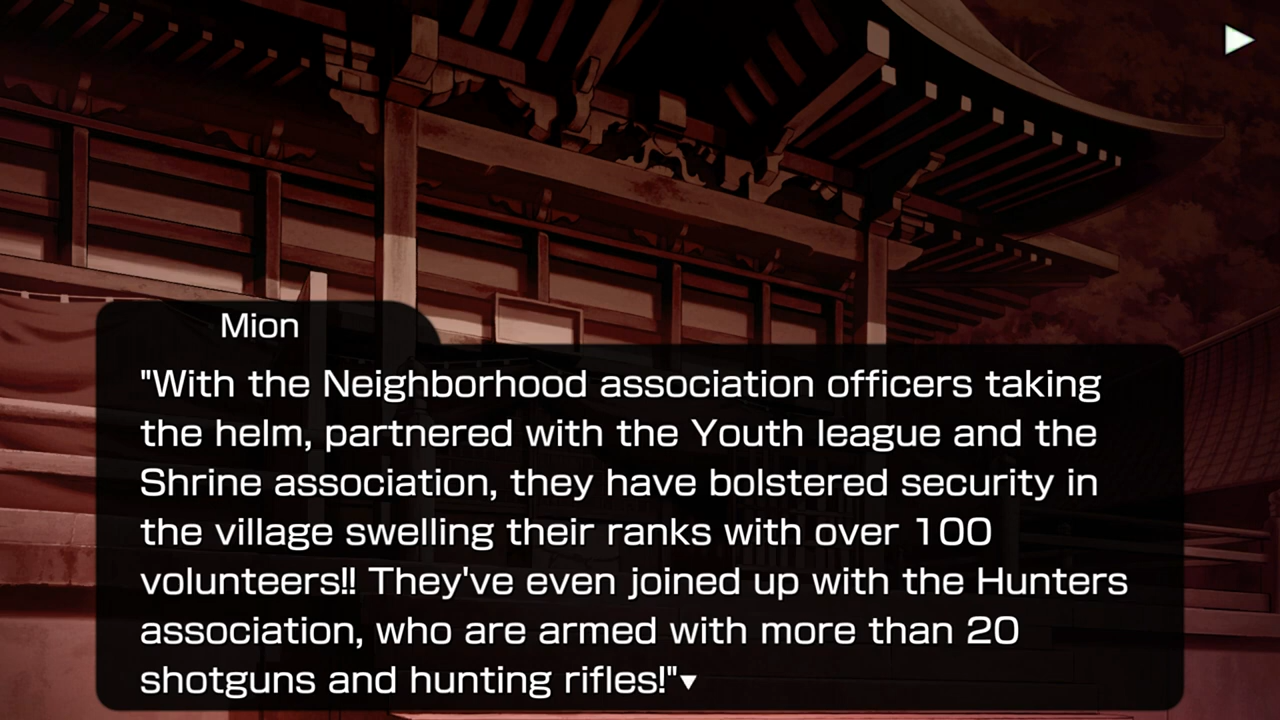 Mion
"With the Neighborhood association officers taking
the helm, partnered with the Youth league and the
Shrine association, they have bolstered security in
the village swelling their ranks with over 100
volunteers!! They've even joined up with the Hunters
association, who are armed with more than 20
shotguns and hunting rifles!"▼